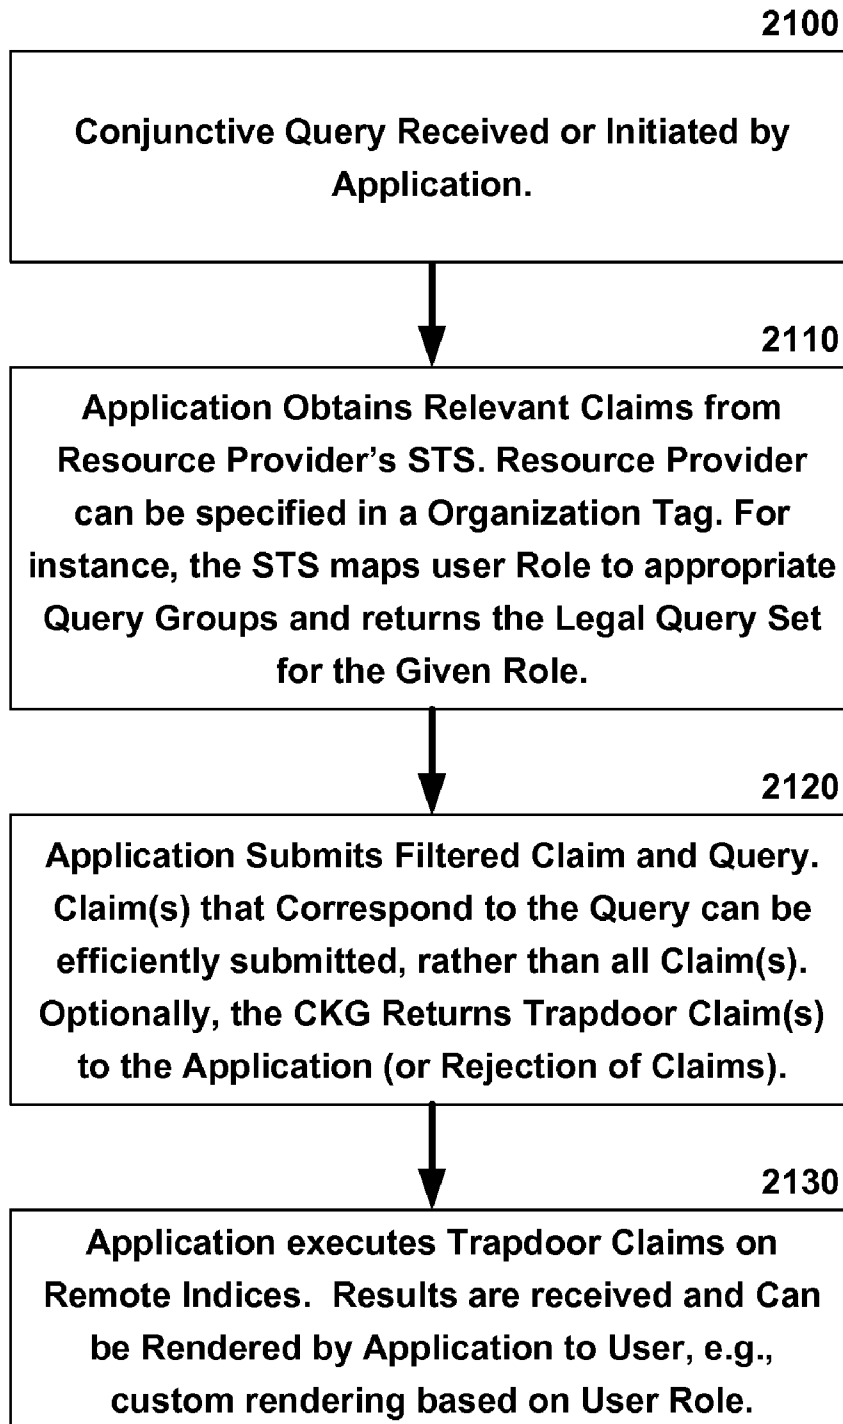 2100
Conjunctive Query Received or Initiated by
Application.
2110
Application Obtains Relevant Claims from
Resource Provider’s STS. Resource Provider
can be specified in a Organization Tag. For
instance, the STS maps user Role to appropriate
Query Groups and returns the Legal Query Set
for the Given Role.
2120
Application Submits Filtered Claim and Query.
Claim(s) that Correspond to the Query can be
efficiently submitted, rather than all Claim(s).
Optionally, the CKG Returns Trapdoor Claim(s)
to the Application (or Rejection of Claims).
2130
Application executes Trapdoor Claims on
Remote Indices.  Results are received and Can
be Rendered by Application to User, e.g.,
custom rendering based on User Role.